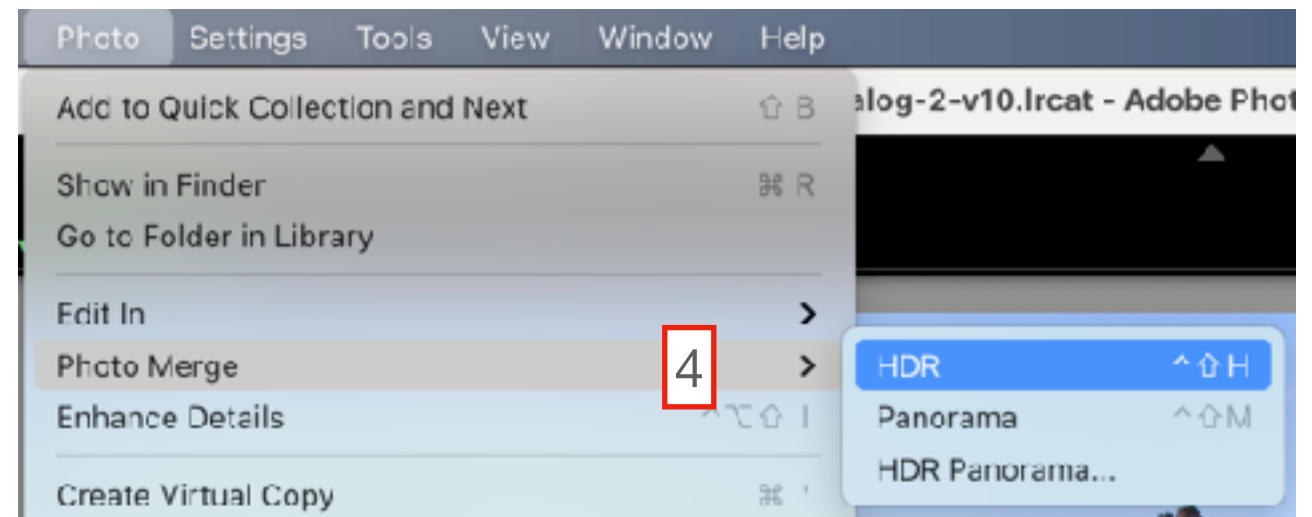 Photo Settings Tools View Window Help
Add to Quick Collection and Next ⇧ B
alog-2-v10.lrcat - Adobe Phot
Show in Finder ⌘ R
Go to Folder in Library
Edit In >
Photo Merge 4 >
HDR ^⇧H
Enhance Details ^⌥⇧ I
Panorama ^⇧M
HDR Panorama...
Create Virtual Copy ⌘ '